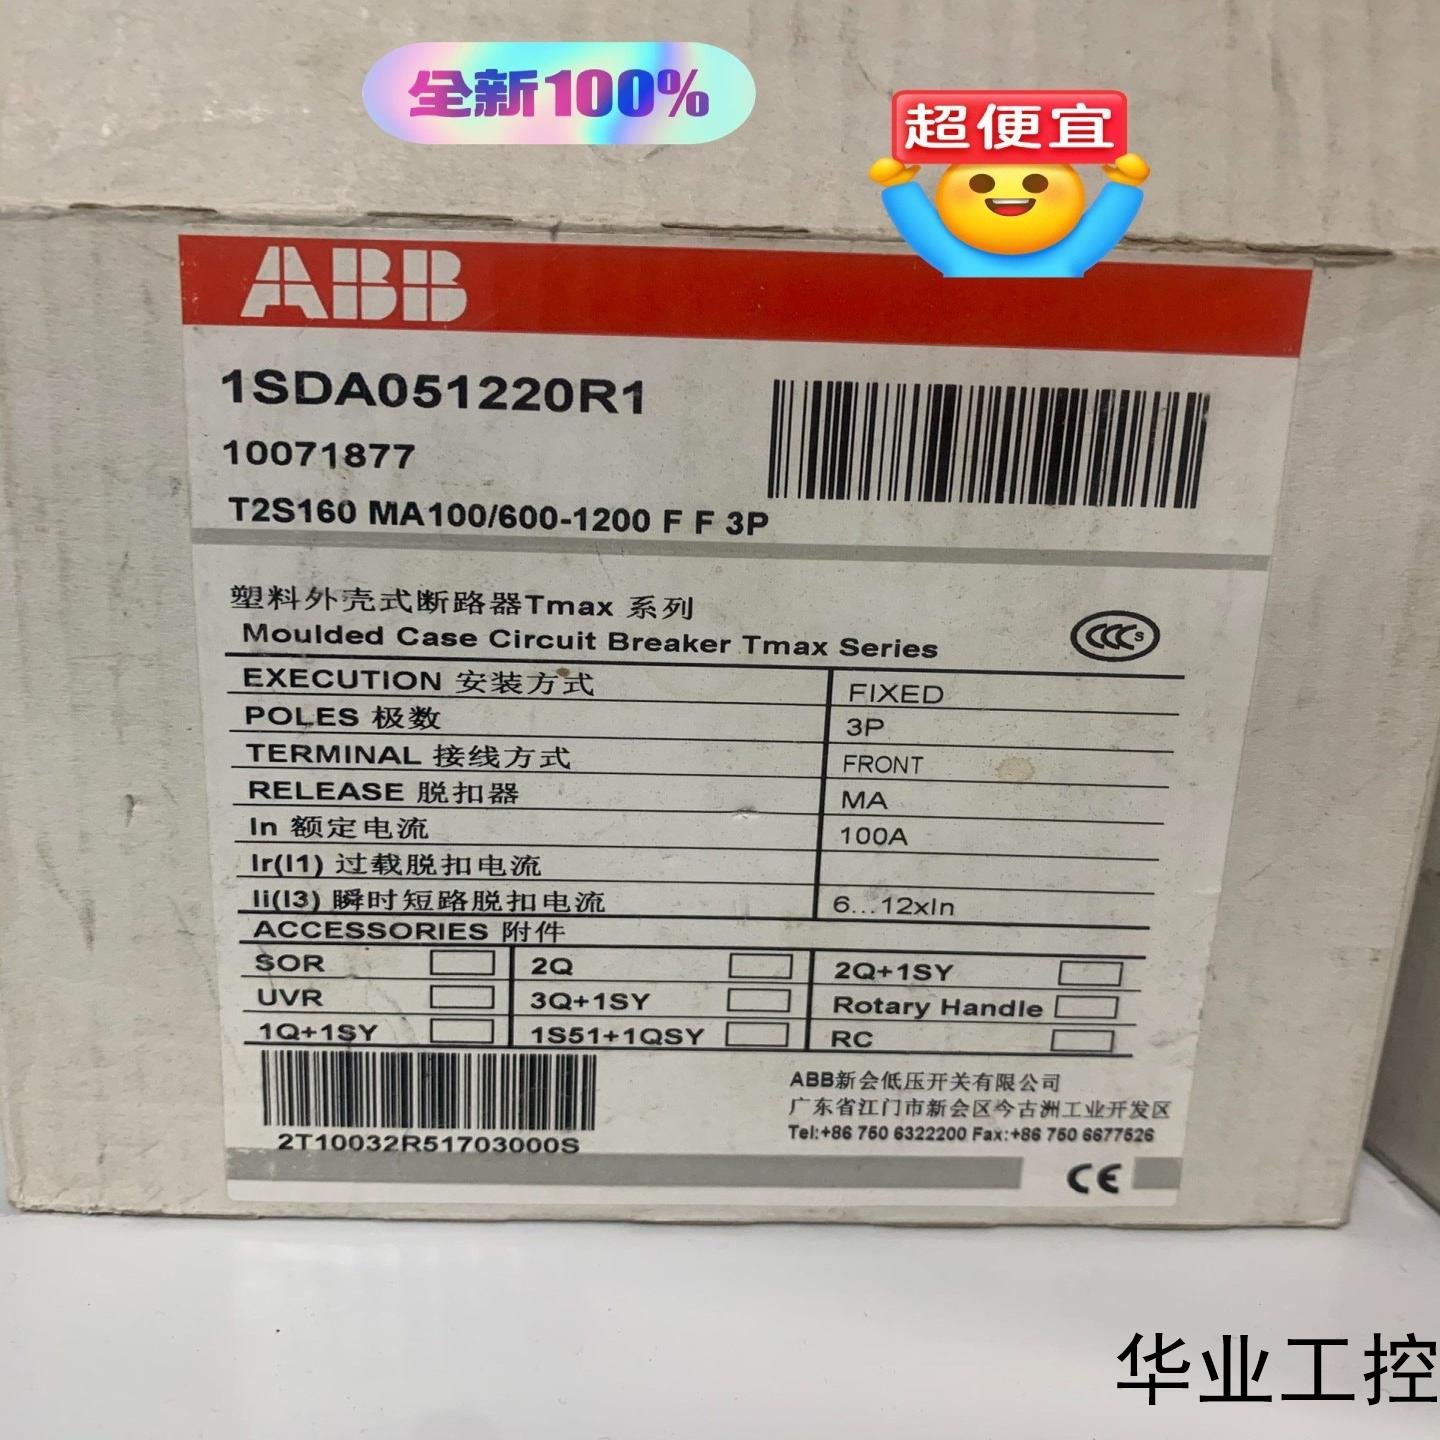 全新100%
超便宜
ABB
1SDA051220R1
10071877
T2S160 MA100/600-1200 F F 3P
塑料外壳式断路器Tmax 系列
Moulded Case Circuit Breaker Tmax Series
CCC S
EXECUTION 安装方式 FIXED
POLES 极数 3P
TERMINAL 接线方式 FRONT
RELEASE 脱扣器 MA
In 额定电流 100A
Ir(I1) 过载脱扣电流
Ii(I3) 瞬时短路脱扣电流 6...12xIn
ACCESSORIES 附件
SOR 2Q 2Q+1SY
UVR 3Q+1SY Rotary Handle
1Q+1SY 1S51+1QSY RC
ABB新会低压开关有限公司
广东省江门市新会区今古洲工业开发区
Tel:+86 750 6322200 Fax:+86 750 6677526
2T10032R51703000S
CE
华业工控